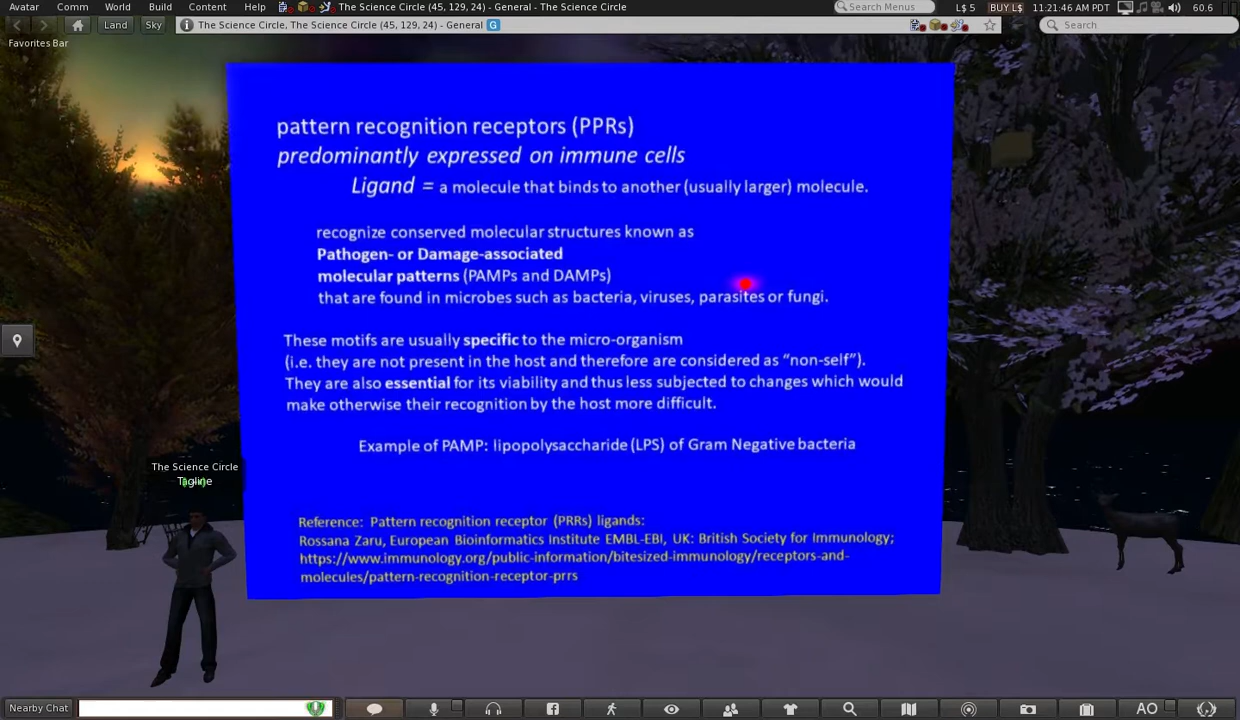 Avatar Comm World Build Content Help The Science Circle (45, 129, 24) - General - The Science Circle Search Menus L$ 5 BUY L$ 11:21:46 AM PDT 60.6
Land Sky The Science Circle, The Science Circle (45, 129, 24) - General G Search
Favorites Bar
pattern recognition receptors (PPRs)
predominantly expressed on immune cells
Ligand = a molecule that binds to another (usually larger) molecule.
recognize conserved molecular structures known as
Pathogen- or Damage-associated
molecular patterns (PAMPs and DAMPs)
that are found in microbes such as bacteria, viruses, parasites or fungi.
These motifs are usually specific to the micro-organism
(i.e. they are not present in the host and therefore are considered as “non-self”).
They are also essential for its viability and thus less subjected to changes which would
make otherwise their recognition by the host more difficult.
Example of PAMP: lipopolysaccharide (LPS) of Gram Negative bacteria
The Science Circle
Tagline
Reference: Pattern recognition receptor (PRRs) ligands:
Rossana Zaru, European Bioinformatics Institute EMBL-EBI, UK: British Society for Immunology;
https://www.immunology.org/public-information/bitesized-immunology/receptors-and-
molecules/pattern-recognition-receptor-prrs
Nearby Chat AO